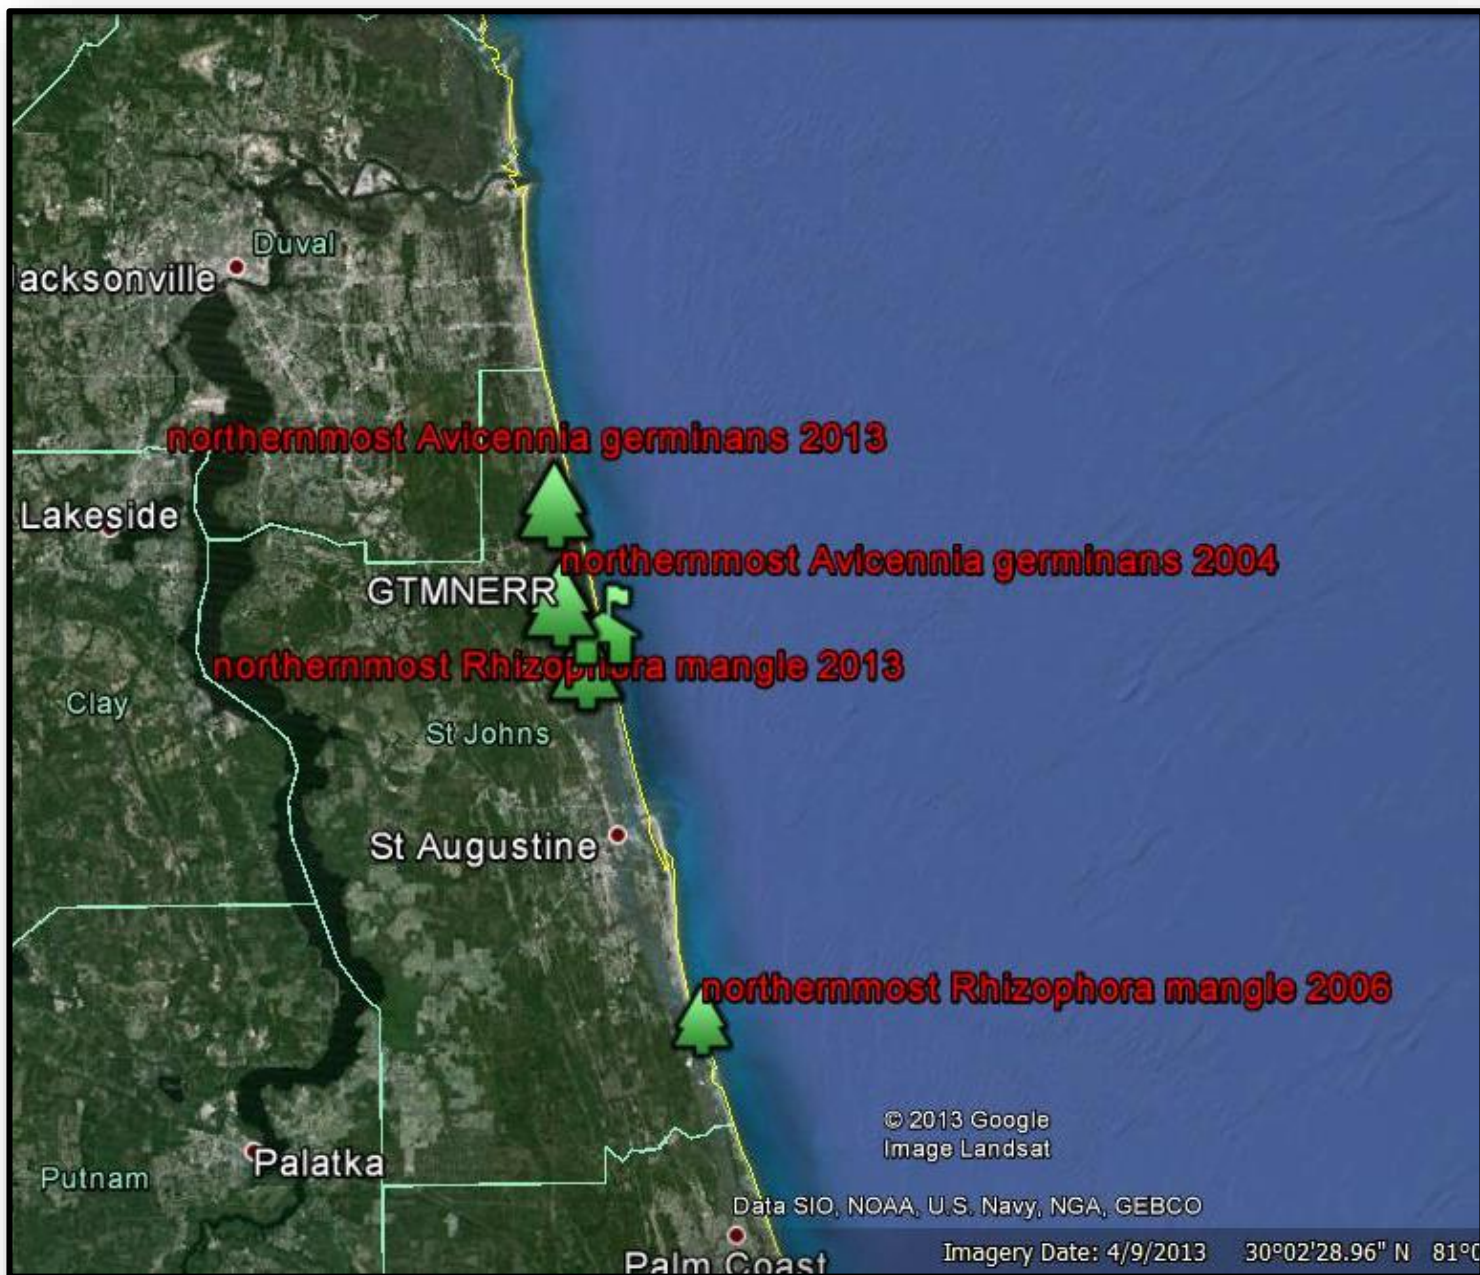 Duval
Jacksonville
northernmost Avicennia germinans 2013
Lakeside
northernmost Avicennia germinans 2004
GTMNERR
northernmost Rhizophora mangle 2013
Clay
St Johns
St Augustine
northernmost Rhizophora mangle 2006
© 2013 Google
Image Landsat
Palatka
Putnam
Data SIO, NOAA, U.S. Navy, NGA, GEBCO
Imagery Date: 4/9/2013 30°02'28.96" N
Palm Coast